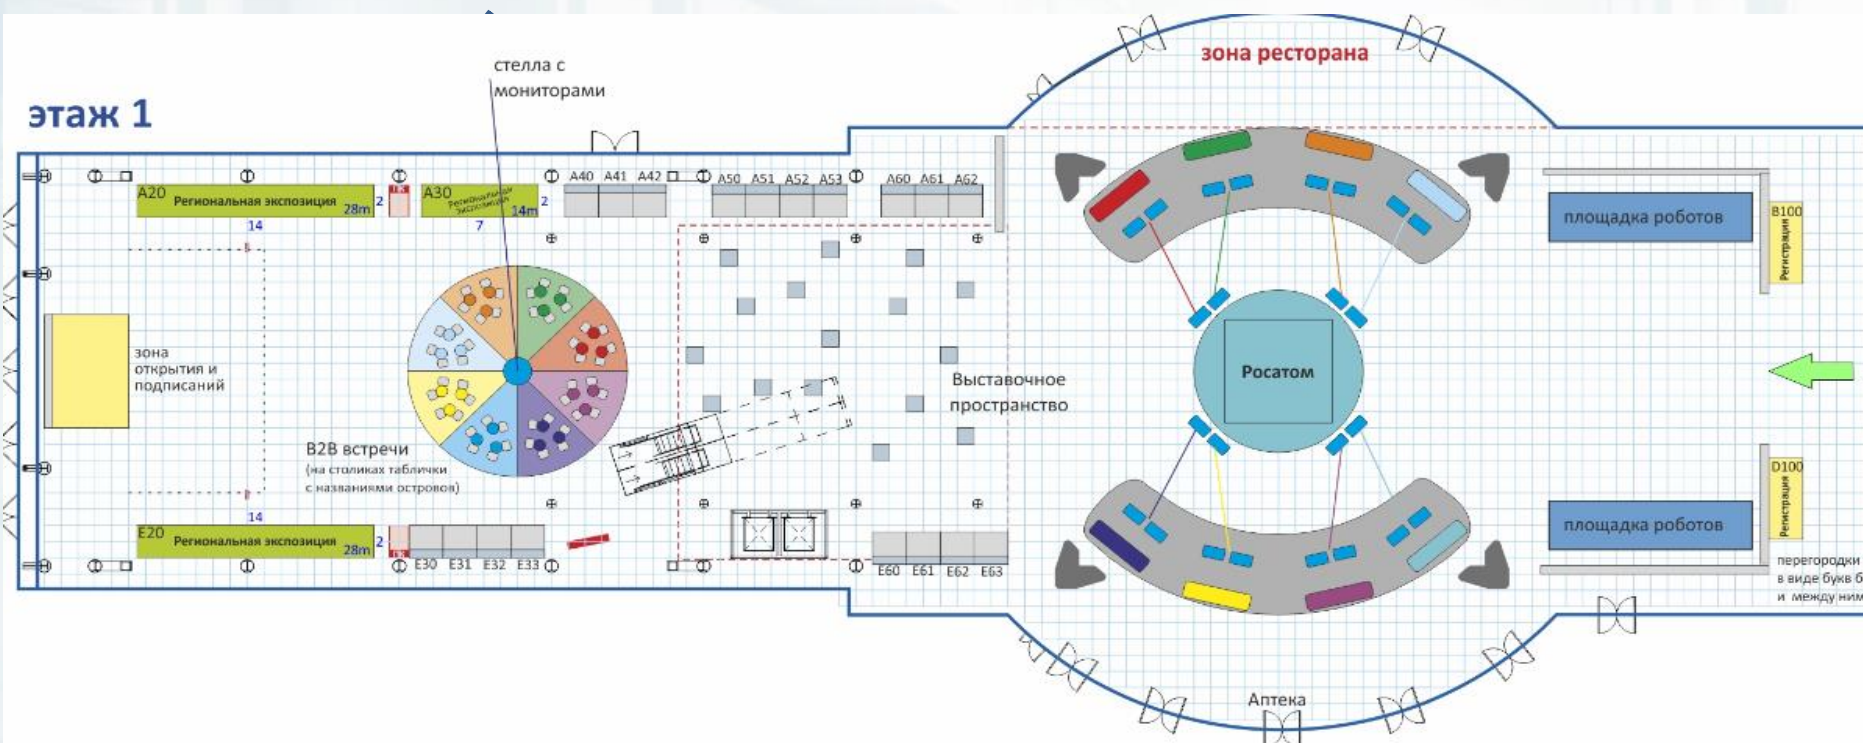 стелла с
мониторами
этаж 1
зона ресторана
A20
Региональная экспозиция
28m
2
14
A30
Региональная
экспозиция
14m
2
7
A40 A41 A42
A50 A51 A52 A53
A60 A61 A62
площадка роботов
B100
Регистрация
зона
открытия и
подписаний
B2B встречи
(на столиках таблички
с названиями островов)
Выставочное
пространство
Росатом
14
E20
Региональная экспозиция
28m
2
E30 E31 E32 E33
E60 E61 E62 E63
площадка роботов
D100
Регистрация
перегородки
в виде букв б
и между ним
Аптека